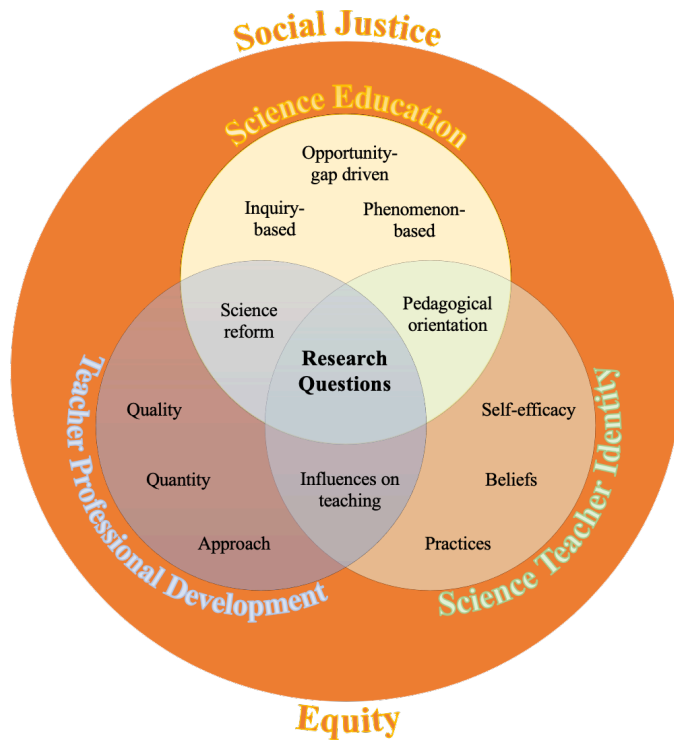 Social Justice
Science Education
Opportunity-
gap driven
Inquiry-
based
Phenomenon-
based
Science
reform
Pedagogical
orientation
Research
Questions
Teacher Professional Development
Quality
Quantity
Approach
Influences on
teaching
Self-efficacy
Beliefs
Practices
Science Teacher Identity
Equity